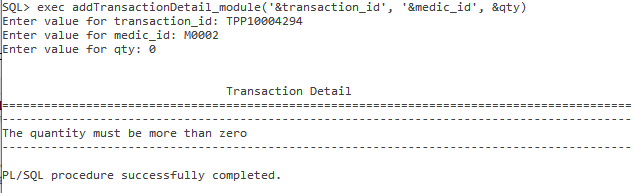 SQL> exec addTransactionDetail_module('&transaction_id', '&medic_id', &qty)
Enter value for transaction_id: TPP10004294
Enter value for medic_id: M0002
Enter value for qty: 0
Transaction Detail
==========================================================================================
------------------------------------------------------------------------------------------
The quantity must be more than zero
------------------------------------------------------------------------------------------
PL/SQL procedure successfully completed.